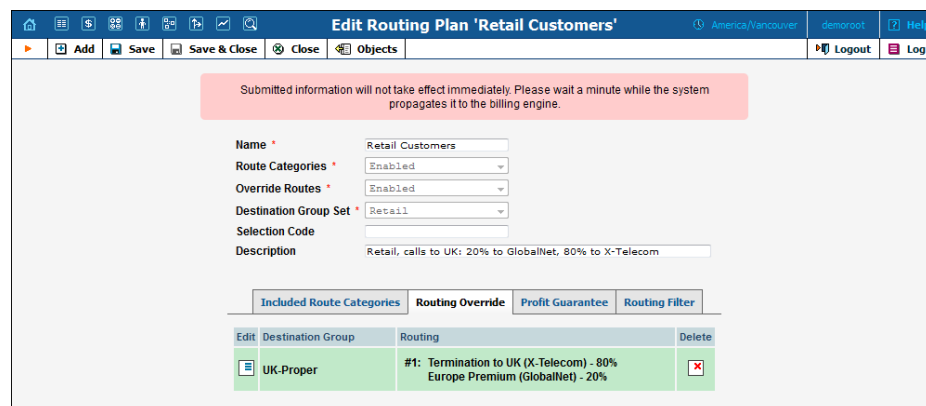 Edit Routing Plan 'Retail Customers'
America/Vancouver
demoroot
? Help
Add
Save
Save & Close
Close
Objects
Logout
Log
Submitted information will not take effect immediately. Please wait a minute while the system
propagates it to the billing engine.
Name * Retail Customers
Route Categories * Enabled
Override Routes * Enabled
Destination Group Set * Retail
Selection Code
Description Retail, calls to UK: 20% to GlobalNet, 80% to X-Telecom
Included Route Categories Routing Override Profit Guarantee Routing Filter
Edit Destination Group Routing Delete
UK-Proper #1: Termination to UK (X-Telecom) - 80%
Europe Premium (GlobalNet) - 20%